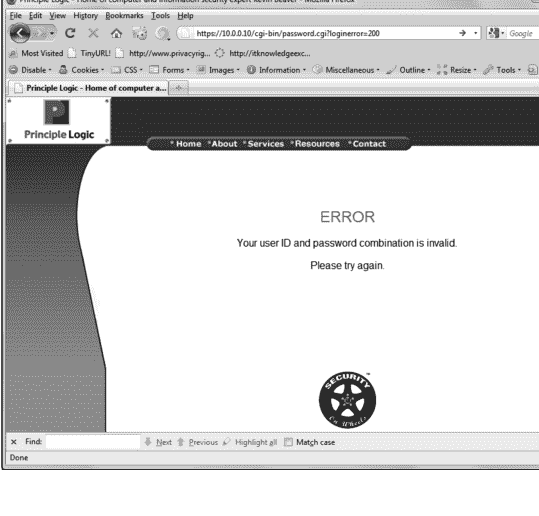 Principle Logic - Home of computer and information security expert Kevin Beaver - Mozilla Firefox
File Edit View History Bookmarks Tools Help
https://10.0.0.10/cgi-bin/password.cgi?loginerror=200
Google
Most Visited TinyURL! http://www.privacyrig... http://itknowledgeexc...
Disable Cookies CSS Forms Images Information Miscellaneous Outline Resize Tools
Principle Logic - Home of computer a...
P
Principle Logic
* Home * About * Services * Resources * Contact
ERROR
Your user ID and password combination is invalid.
Please try again.
SECURITY
On Wheels
™
× Find: Next Previous Highlight all Match case
Done